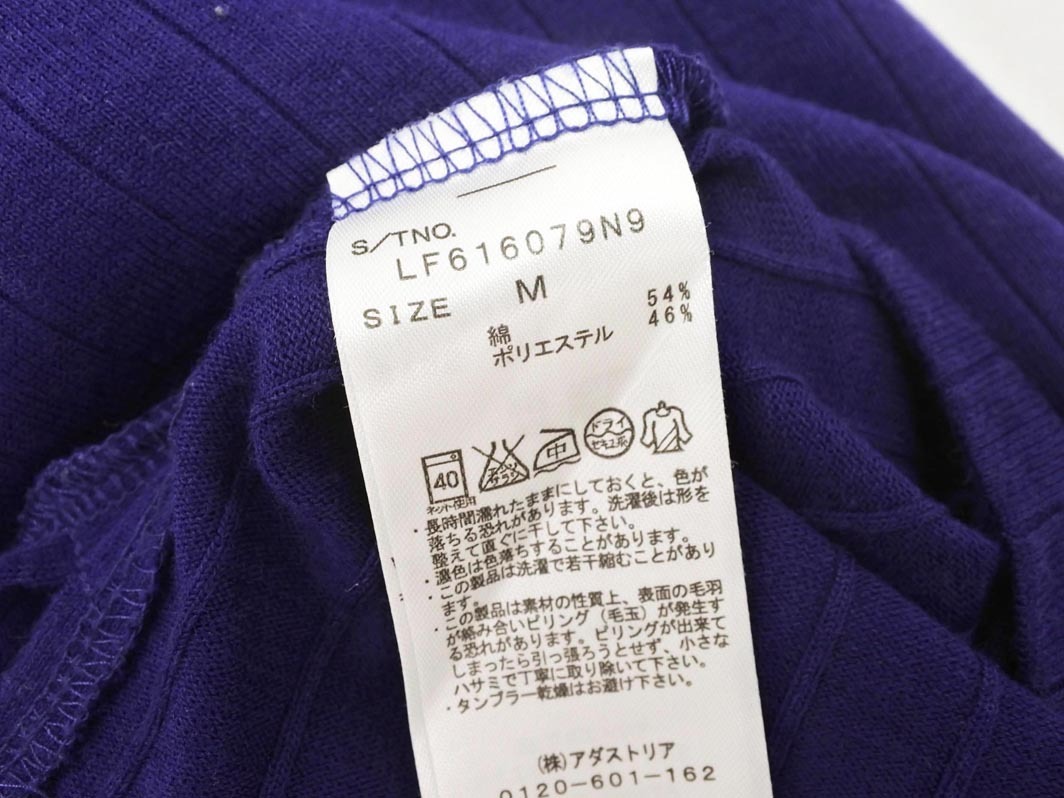 S/TNO.
LF616079N9
SIZE M
綿 54%
ポリエステル 46%
40
エンソ
サラシ
中
ドライ
セキユ系
ネット使用
・長時間濡れたままにしておくと、色が
落ちる恐れがあります。洗濯後は形を
整えて直ぐに干して下さい。
・濃色は色落ちすることがあります。
・この製品は洗濯で若干縮むことがあり
ます。
・この製品は素材の性質上、表面の毛羽
が絡み合いピリング（毛玉）が発生す
る恐れがあります。ピリングが出来て
しまったら引っ張ろうとせず、小さな
ハサミで丁寧に取り除いて下さい。
・タンブラー乾燥はお避け下さい。
(株)アダストリア
0120-601-162